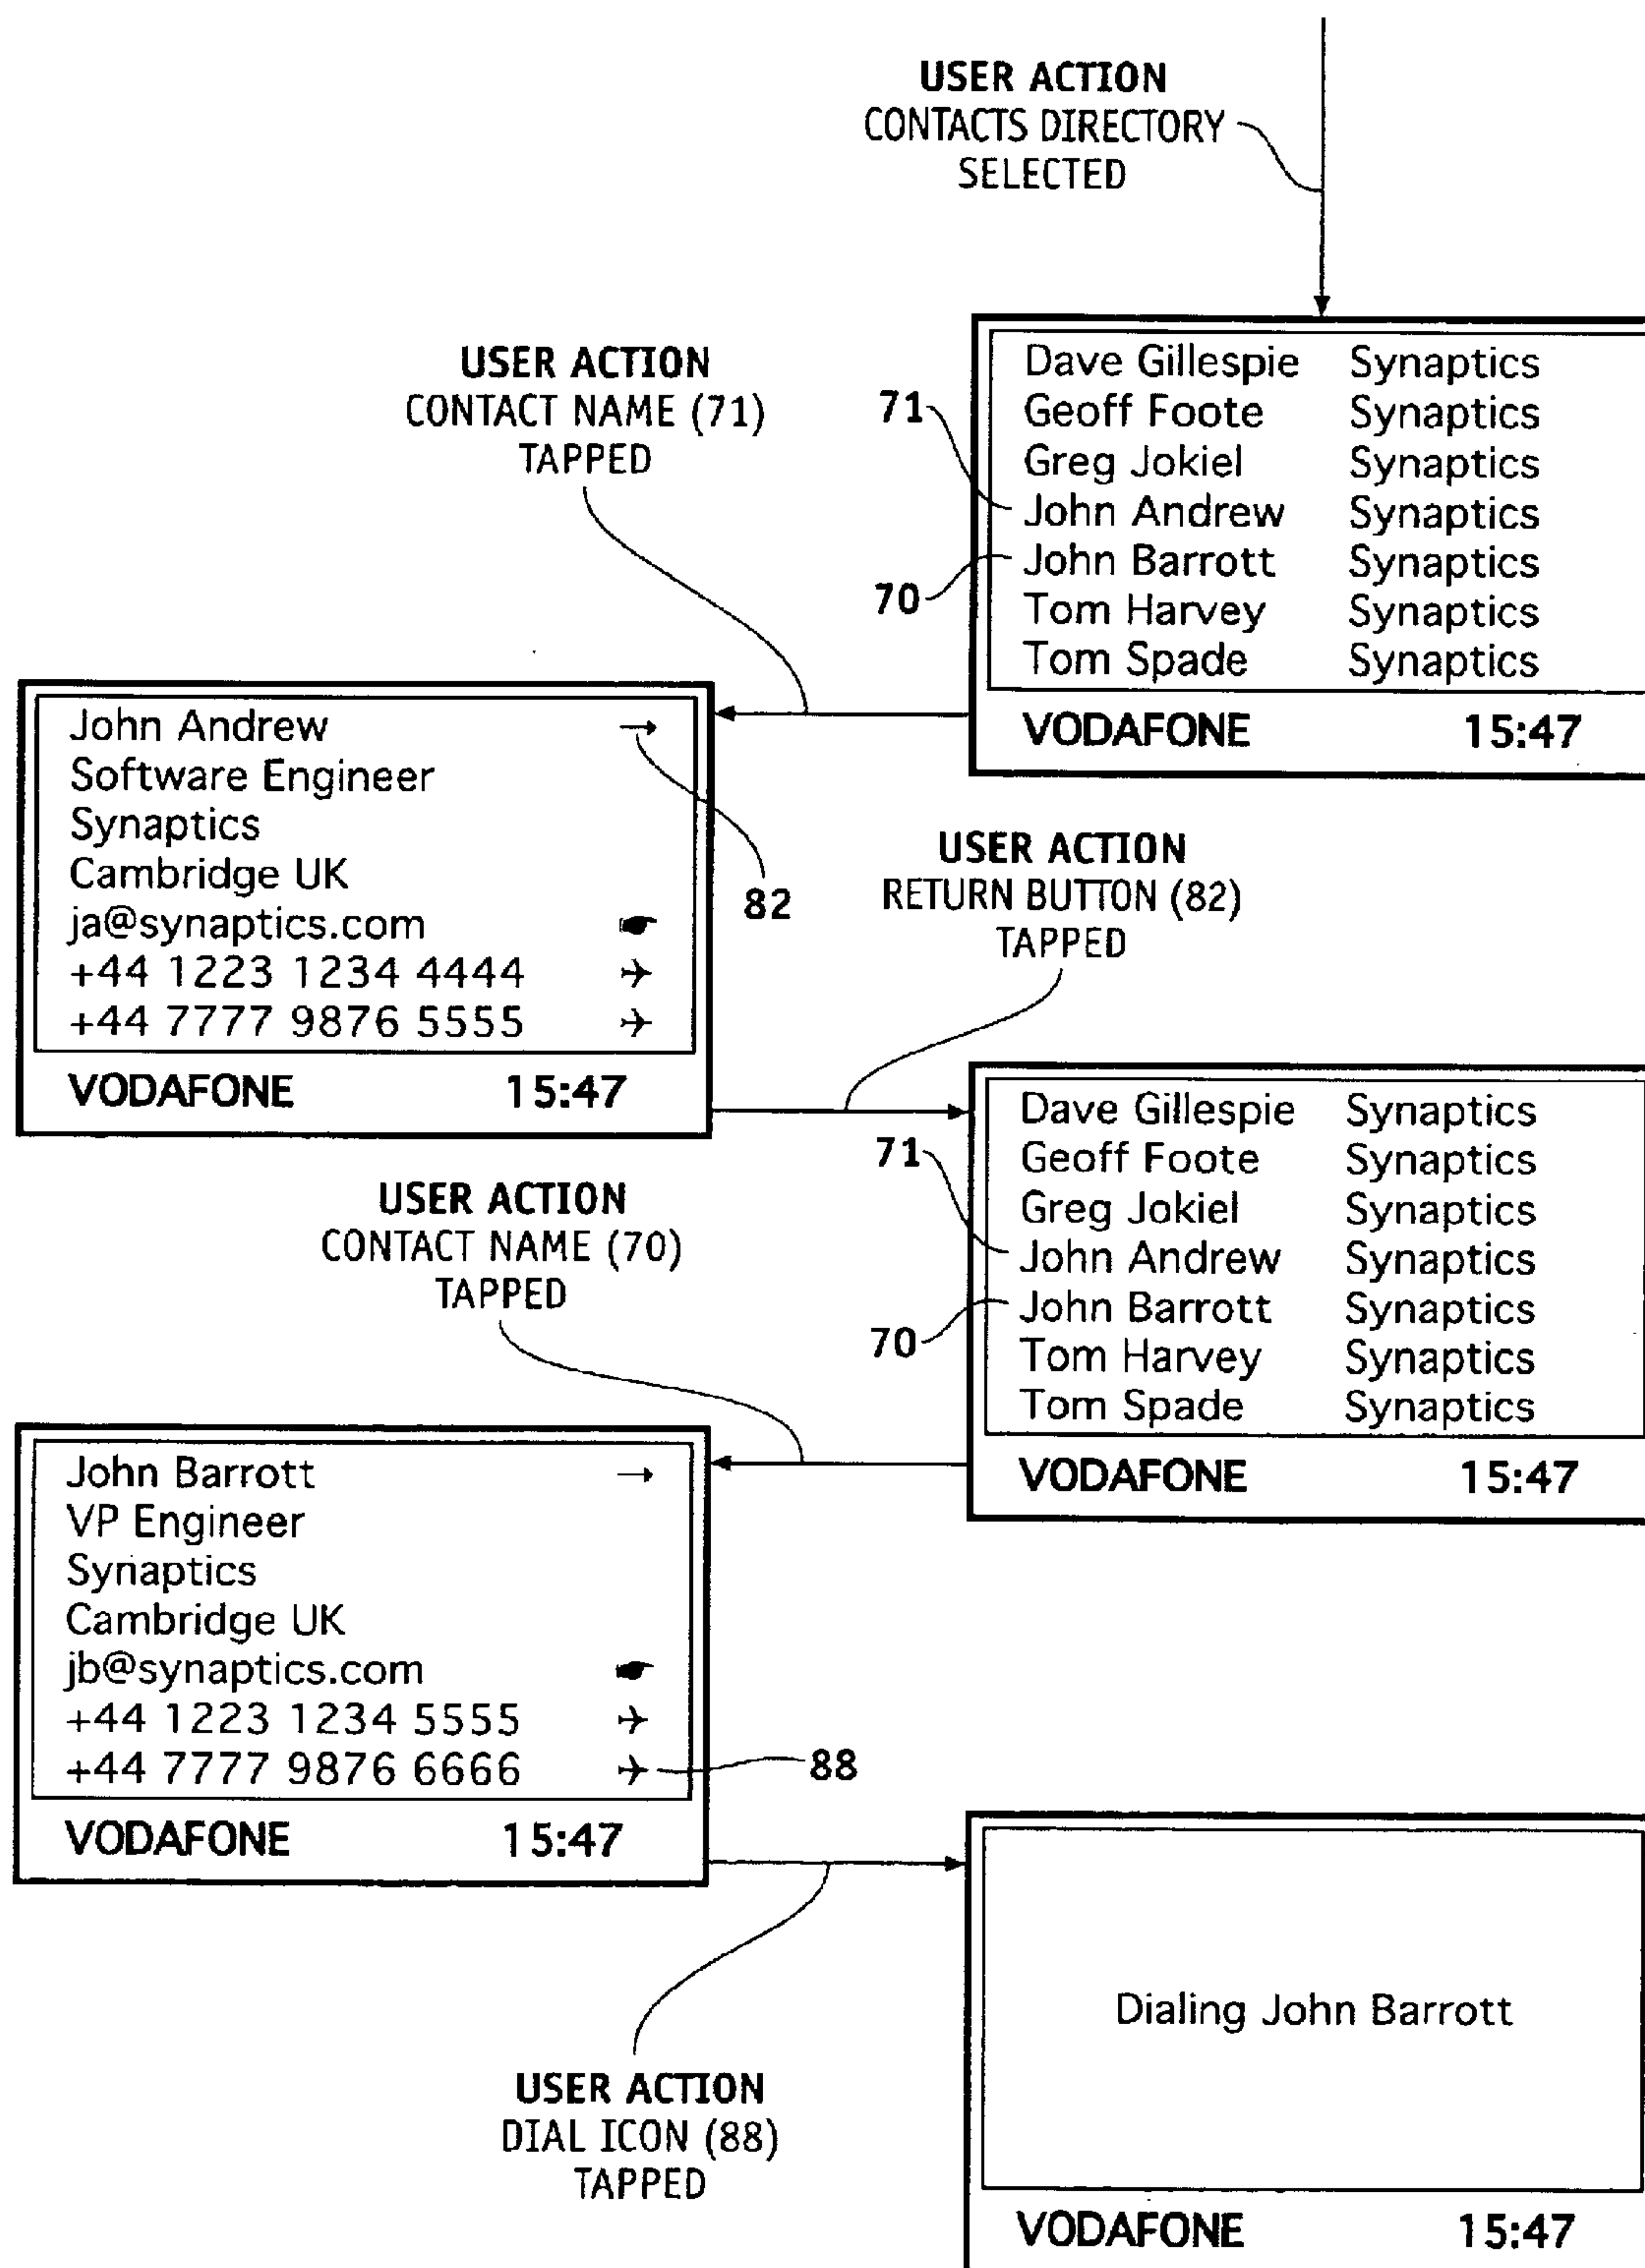 USER ACTION
CONTACTS DIRECTORY
SELECTED
USER ACTION
CONTACT NAME (71)
TAPPED
71
70
Dave Gillespie Synaptics
Geoff Foote Synaptics
Greg Jokiel Synaptics
John Andrew Synaptics
John Barrott Synaptics
Tom Harvey Synaptics
Tom Spade Synaptics
VODAFONE 15:47
John Andrew →
Software Engineer
Synaptics
Cambridge UK
ja@synaptics.com ☛
+44 1223 1234 4444 ✈
+44 7777 9876 5555 ✈
VODAFONE 15:47
82
USER ACTION
RETURN BUTTON (82)
TAPPED
71
70
Dave Gillespie Synaptics
Geoff Foote Synaptics
Greg Jokiel Synaptics
John Andrew Synaptics
John Barrott Synaptics
Tom Harvey Synaptics
Tom Spade Synaptics
VODAFONE 15:47
USER ACTION
CONTACT NAME (70)
TAPPED
John Barrott →
VP Engineer
Synaptics
Cambridge UK
jb@synaptics.com ☛
+44 1223 1234 5555 ✈
+44 7777 9876 6666 ✈
VODAFONE 15:47
88
USER ACTION
DIAL ICON (88)
TAPPED
Dialing John Barrott
VODAFONE 15:47